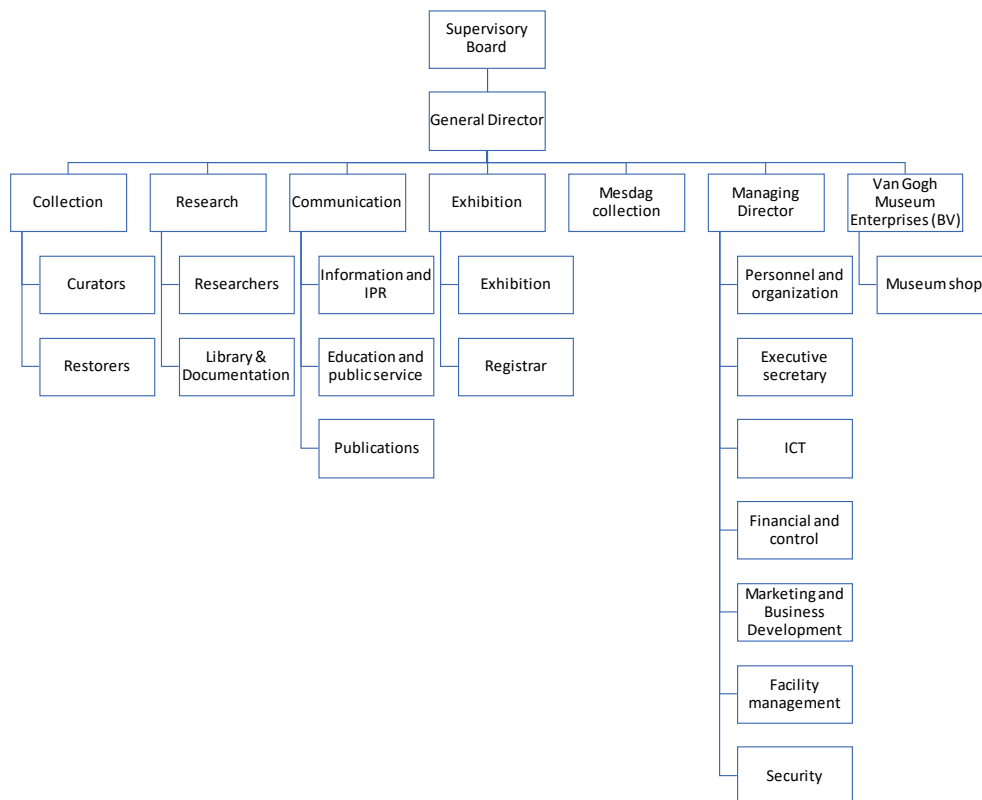 Supervisory
Board
General Director
Collection
Research
Communication
Exhibition
Mesdag
collection
Managing
Director
Van Gogh
Museum
Enterprises (BV)
Curators
Restorers
Researchers
Library &
Documentation
Information and
IPR
Education and
public service
Publications
Exhibition
Registrar
Personnel and
organization
Executive
secretary
ICT
Financial and
control
Marketing and
Business
Development
Facility
management
Security
Museum shop